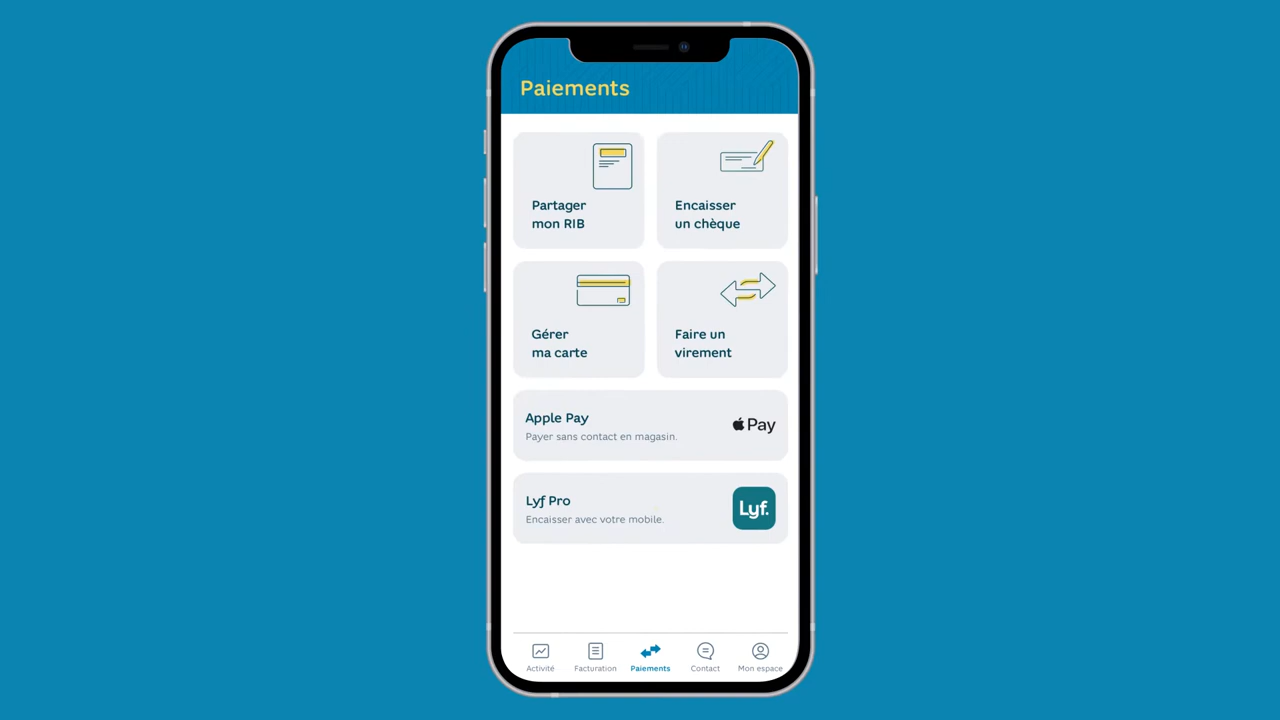 Paiements
Partager
mon RIB
Encaisser
un chèque
Gérer
ma carte
Faire un
virement
Apple Pay
Payer sans contact en magasin.
Pay
Lyf Pro
Encaisser avec votre mobile.
Lyf.
Activité
Facturation
Paiements
Contact
Mon espace